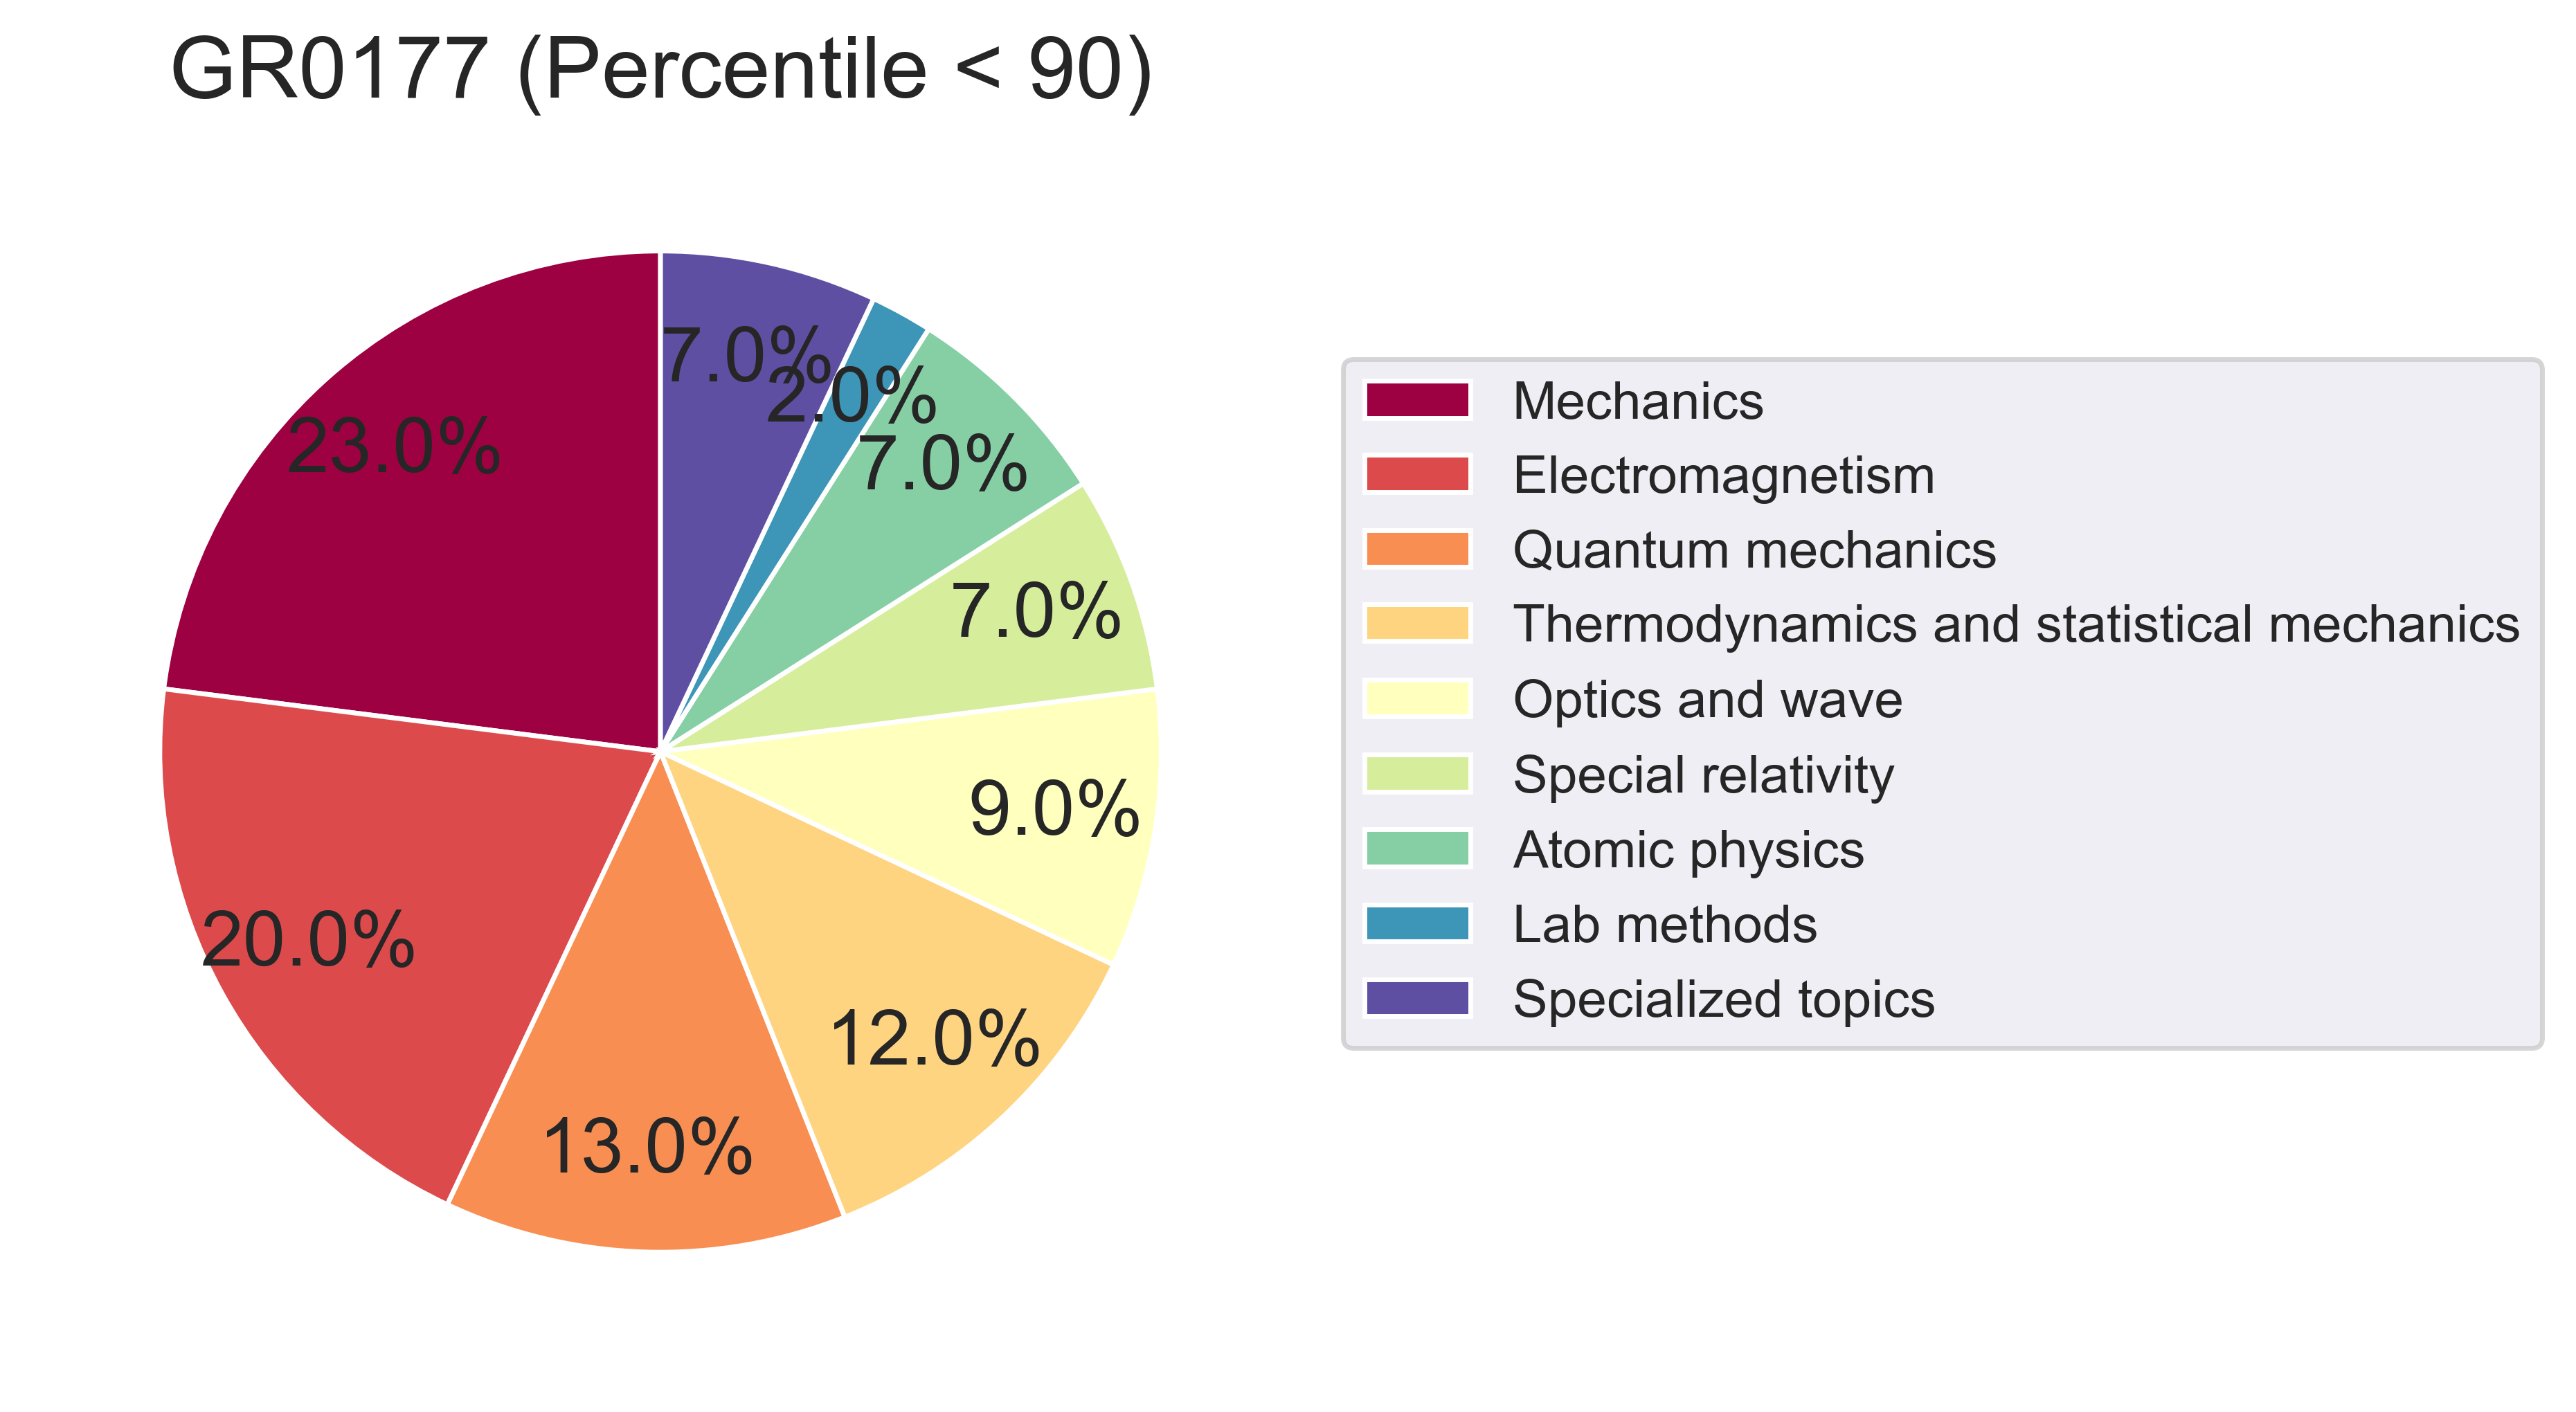 GR0177 (Percentile < 90)
7.0%
2.0%
23.0%
7.0%
7.0%
9.0%
20.0%
12.0%
13.0%
Mechanics
Electromagnetism
Quantum mechanics
Thermodynamics and statistical mechanics
Optics and wave
Special relativity
Atomic physics
Lab methods
Specialized topics